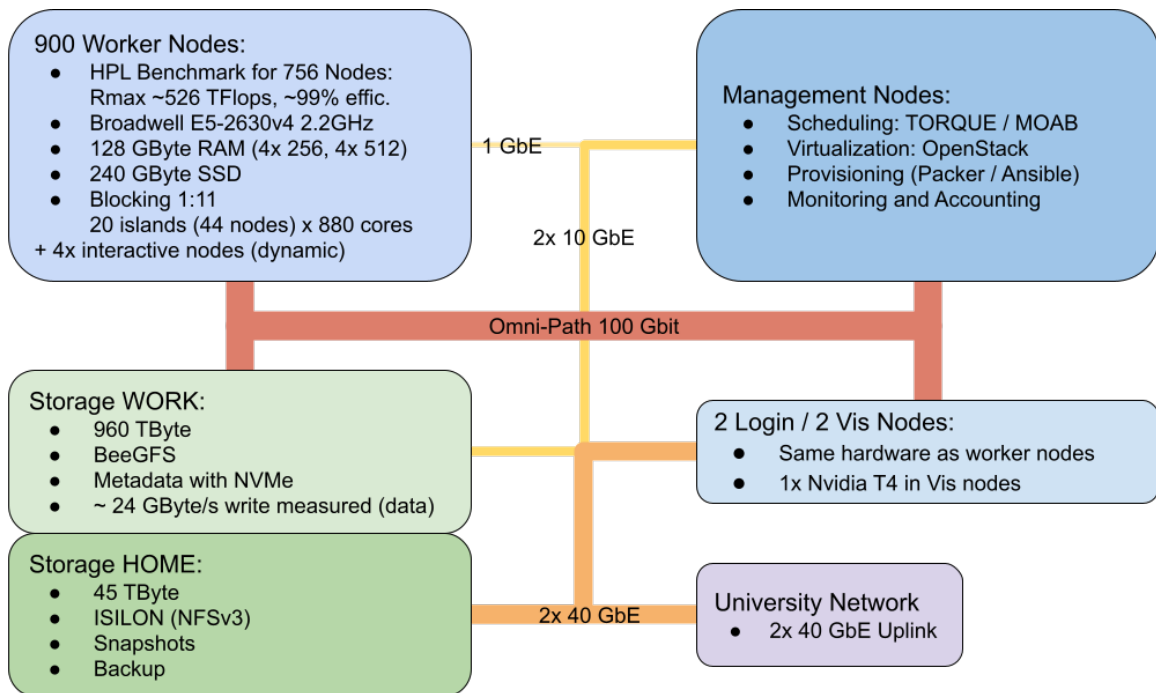 900 Worker Nodes:
● HPL Benchmark for 756 Nodes:
Rmax ~526 TFlops, ~99% effic.
● Broadwell E5-2630v4 2.2GHz
● 128 GByte RAM (4x 256, 4x 512)
● 240 GByte SSD
● Blocking 1:11
20 islands (44 nodes) x 880 cores
+ 4x interactive nodes (dynamic)
1 GbE
2x 10 GbE
Management Nodes:
● Scheduling: TORQUE / MOAB
● Virtualization: OpenStack
● Provisioning (Packer / Ansible)
● Monitoring and Accounting
Omni-Path 100 Gbit
Storage WORK:
● 960 TByte
● BeeGFS
● Metadata with NVMe
● ~ 24 GByte/s write measured (data)
2 Login / 2 Vis Nodes:
● Same hardware as worker nodes
● 1x Nvidia T4 in Vis nodes
Storage HOME:
● 45 TByte
● ISILON (NFSv3)
● Snapshots
● Backup
2x 40 GbE
University Network
● 2x 40 GbE Uplink